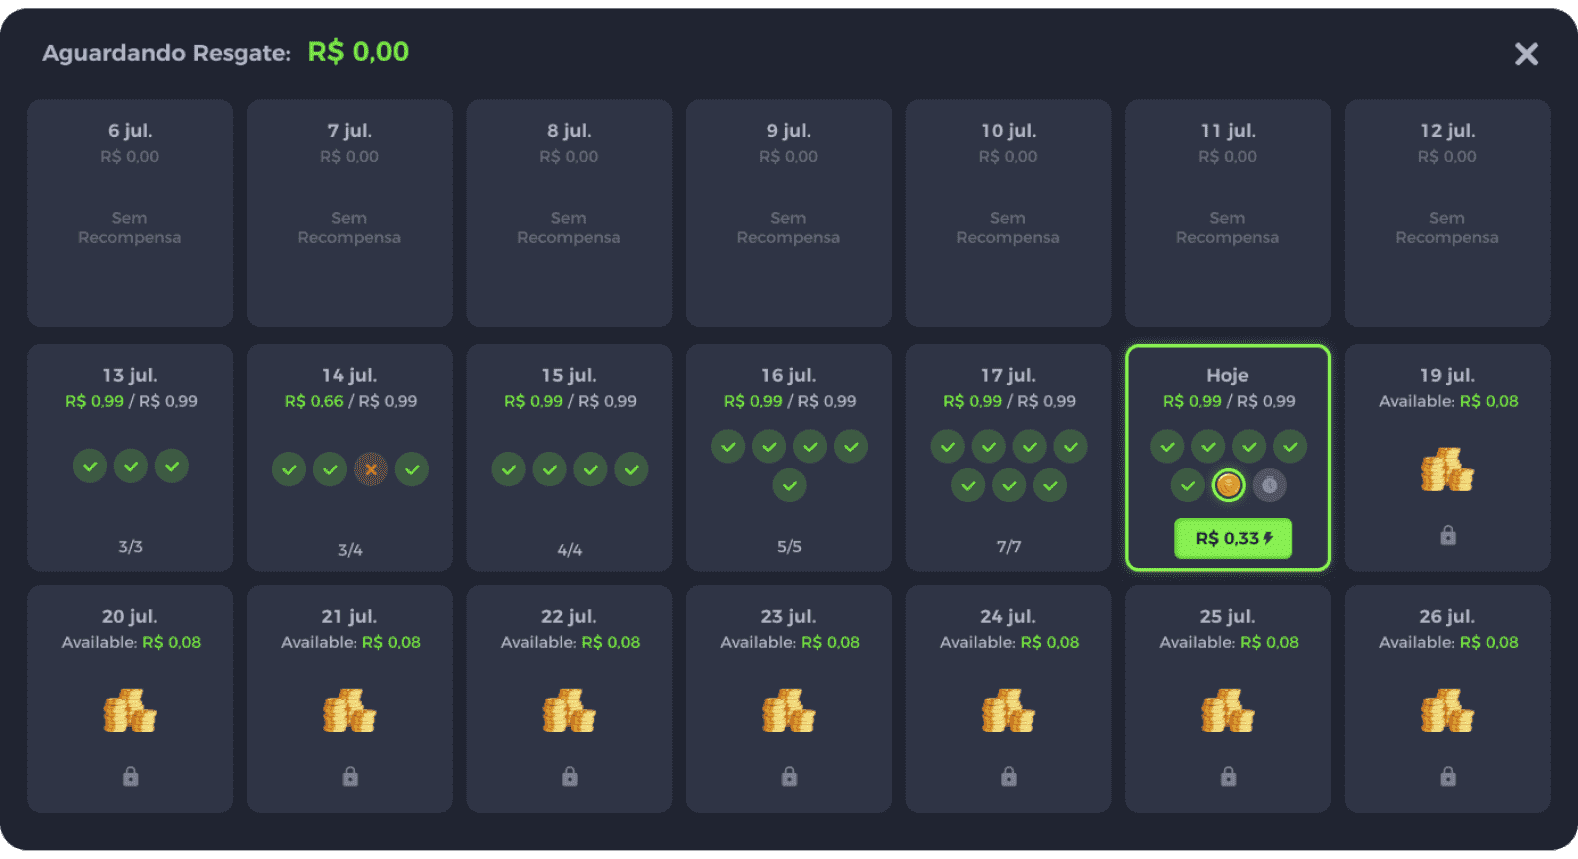 Aguardando Resgate: R$ 0,00
6 jul.
R$ 0,00
Sem
Recompensa
7 jul.
R$ 0,00
Sem
Recompensa
8 jul.
R$ 0,00
Sem
Recompensa
9 jul.
R$ 0,00
Sem
Recompensa
10 jul.
R$ 0,00
Sem
Recompensa
11 jul.
R$ 0,00
Sem
Recompensa
12 jul.
R$ 0,00
Sem
Recompensa
13 jul.
R$ 0,99 / R$ 0,99
3/3
14 jul.
R$ 0,66 / R$ 0,99
3/4
15 jul.
R$ 0,99 / R$ 0,99
4/4
16 jul.
R$ 0,99 / R$ 0,99
5/5
17 jul.
R$ 0,99 / R$ 0,99
7/7
Hoje
R$ 0,99 / R$ 0,99
R$ 0,33
19 jul.
Available: R$ 0,08
20 jul.
Available: R$ 0,08
21 jul.
Available: R$ 0,08
22 jul.
Available: R$ 0,08
23 jul.
Available: R$ 0,08
24 jul.
Available: R$ 0,08
25 jul.
Available: R$ 0,08
26 jul.
Available: R$ 0,08